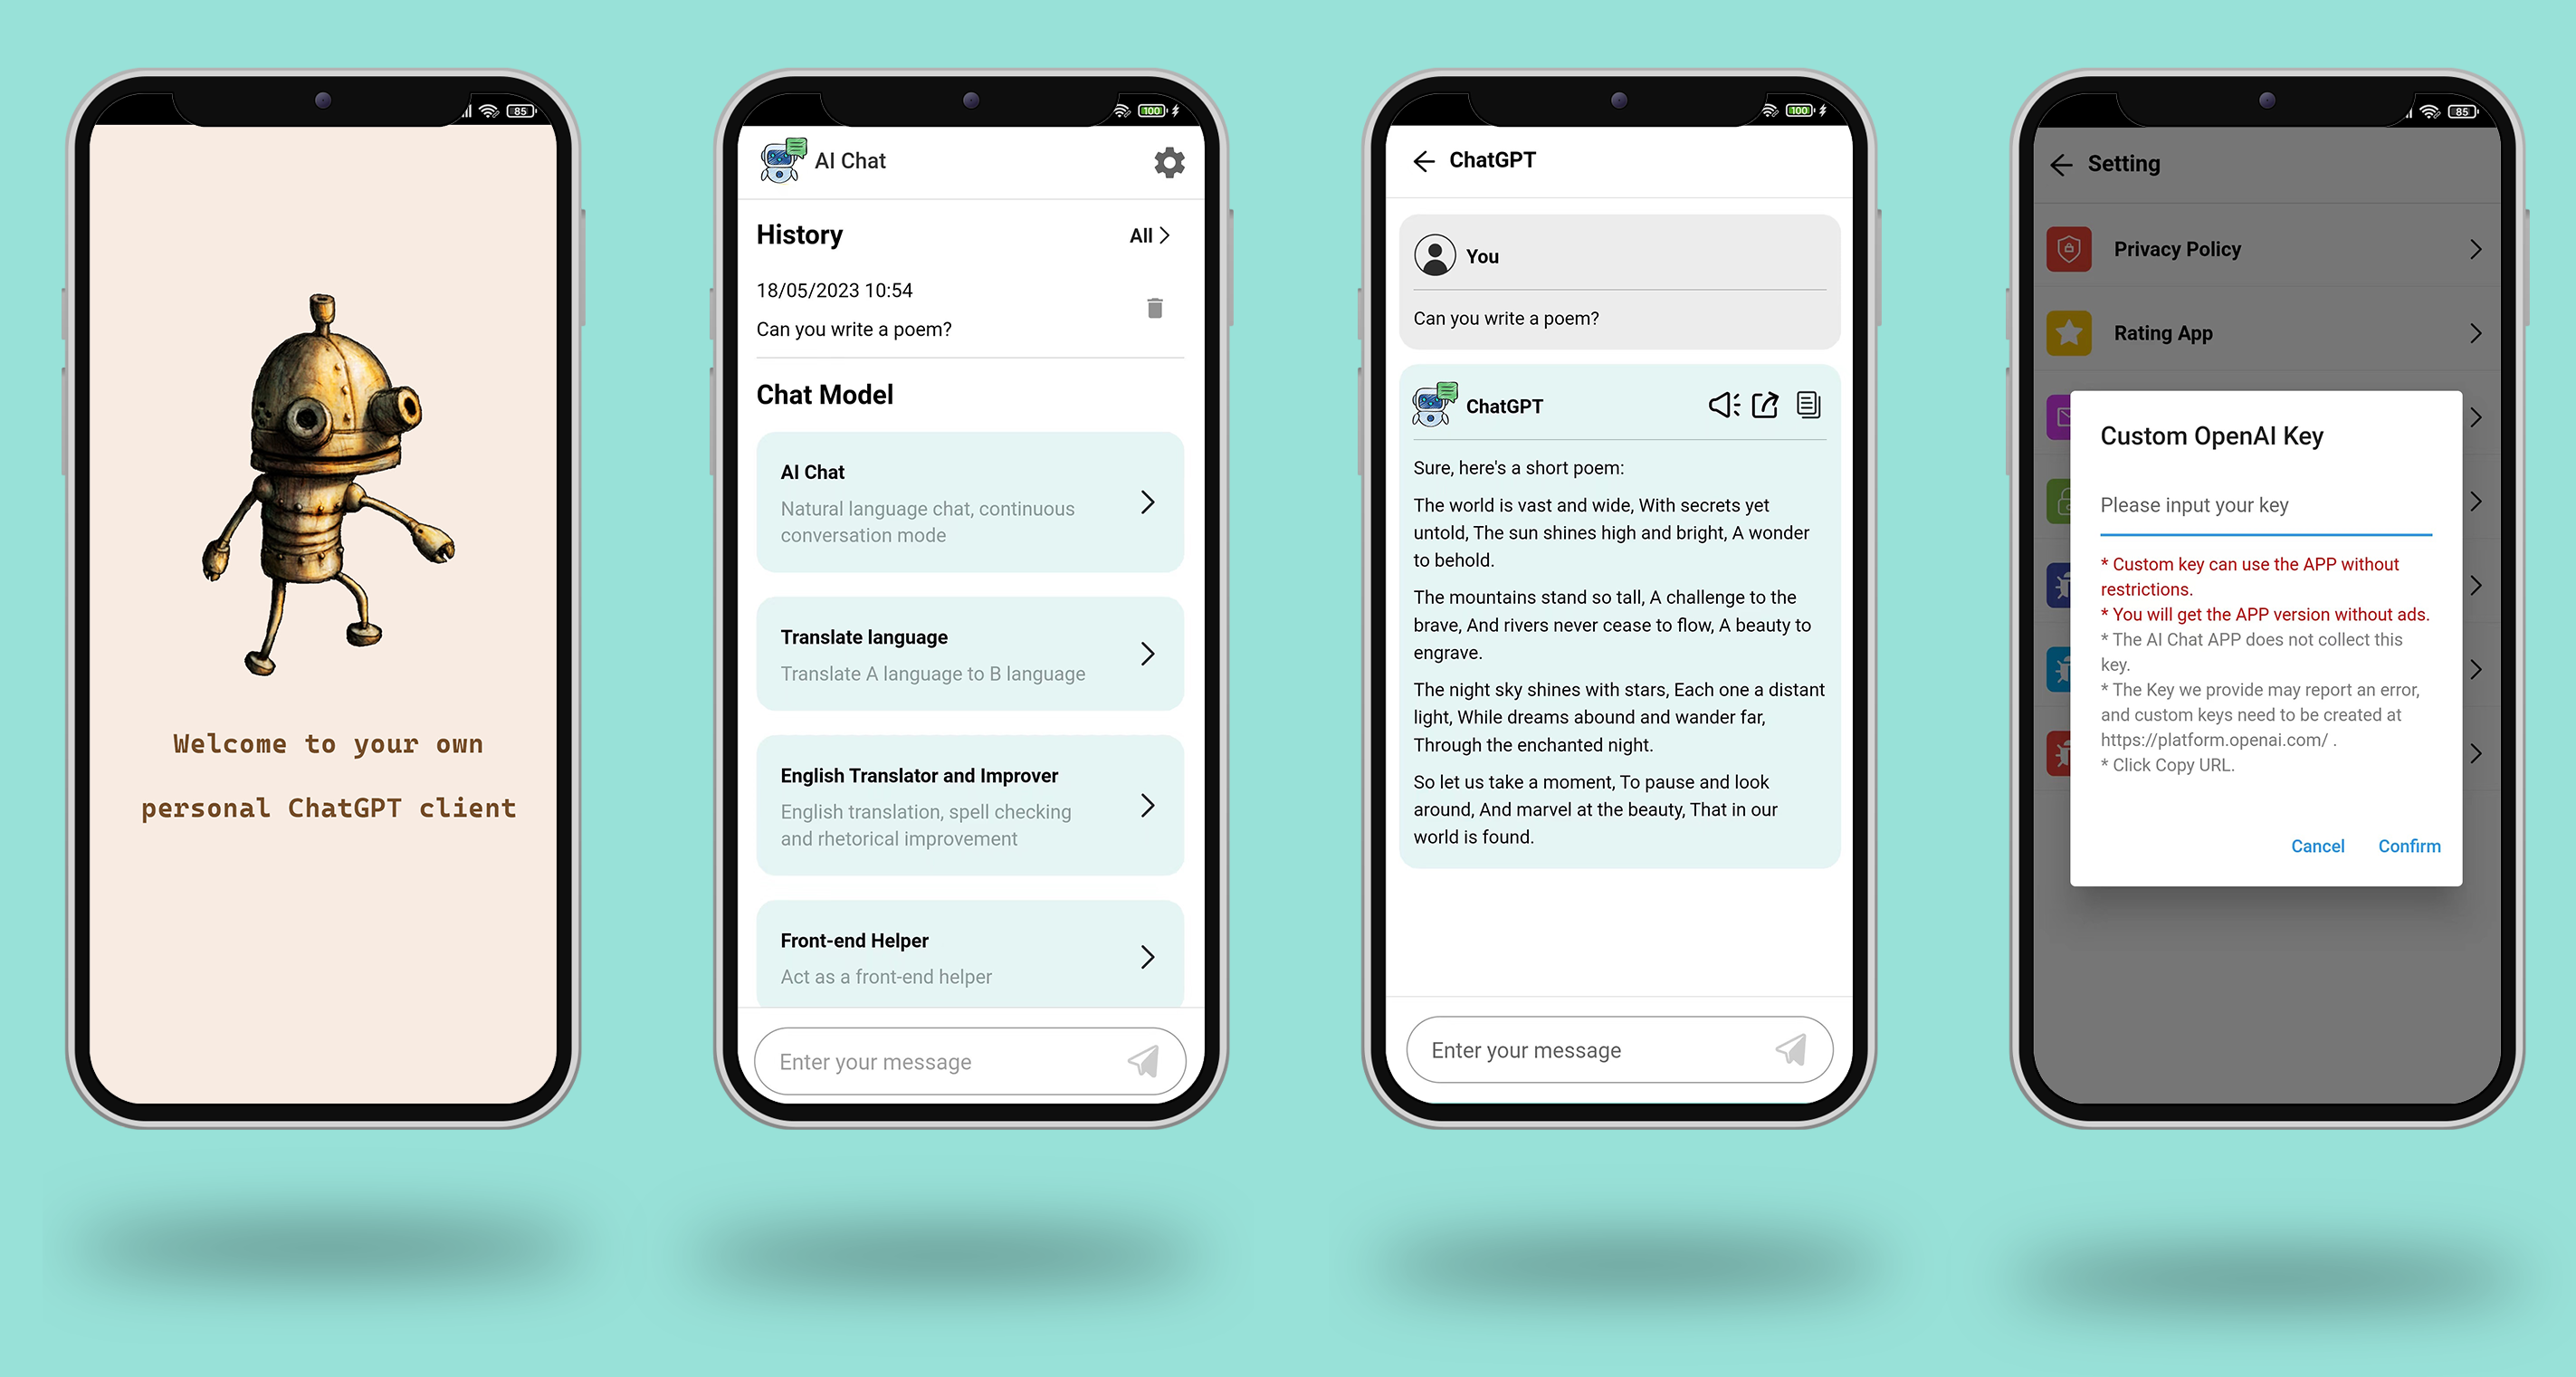 85
Welcome to your own
personal ChatGPT client
100
AI Chat
History
All
18/05/2023 10:54
Can you write a poem?
Chat Model
AI Chat
Natural language chat, continuous
conversation mode
Translate language
Translate A language to B language
English Translator and Improver
English translation, spell checking
and rhetorical improvement
Front-end Helper
Act as a front-end helper
Enter your message
100
ChatGPT
You
Can you write a poem?
ChatGPT
Sure, here's a short poem:
The world is vast and wide, With secrets yet
untold, The sun shines high and bright, A wonder
to behold.
The mountains stand so tall, A challenge to the
brave, And rivers never cease to flow, A beauty to
engrave.
The night sky shines with stars, Each one a distant
light, While dreams abound and wander far,
Through the enchanted night.
So let us take a moment, To pause and look
around, And marvel at the beauty, That in our
world is found.
Enter your message
85
Setting
Privacy Policy
Rating App
Custom OpenAI Key
Please input your key
* Custom key can use the APP without
restrictions.
* You will get the APP version without ads.
* The AI Chat APP does not collect this
key.
* The Key we provide may report an error,
and custom keys need to be created at
https://platform.openai.com/ .
* Click Copy URL.
Cancel Confirm